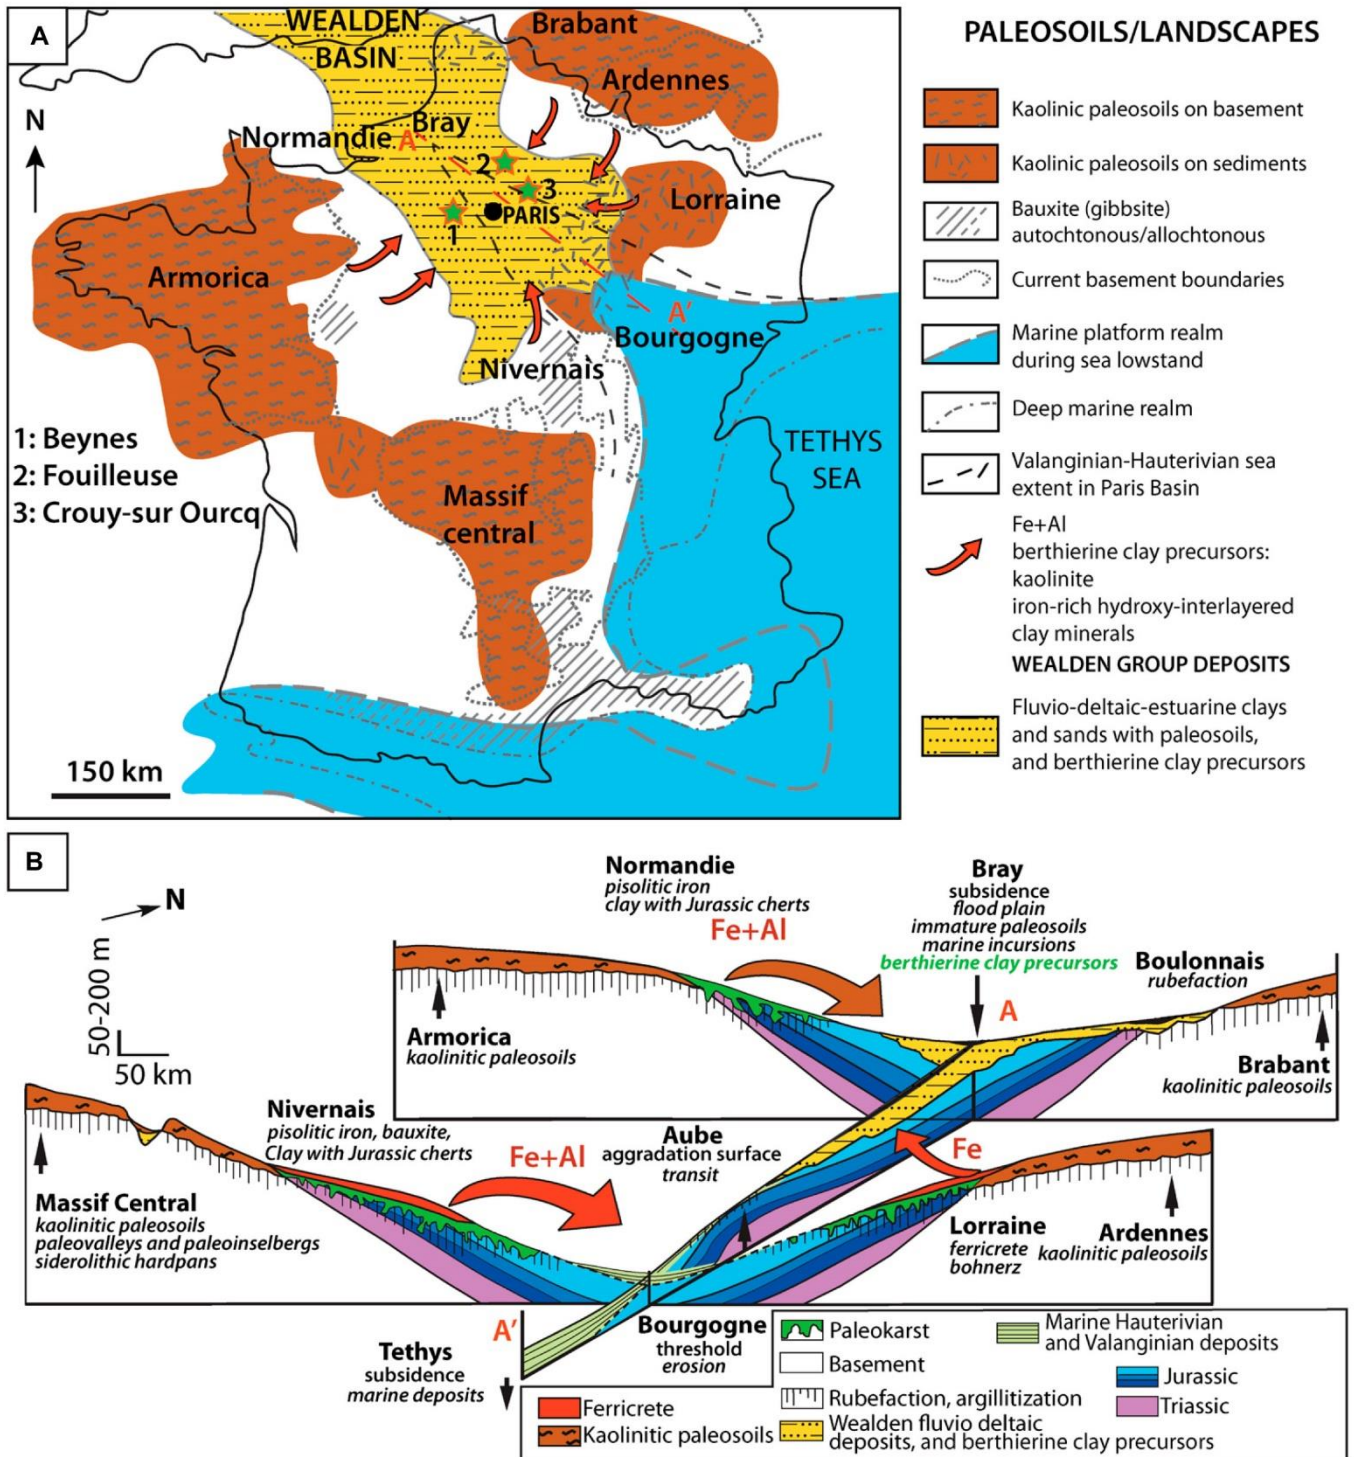 A
WEALDEN
BASIN
Brabant
Ardennes
N
Normandie
A
Bray
2
3
PARIS
1
Lorraine
Armorica
A'
Bourgogne
Nivernais
1: Beynes
2: Fouilleuse
3: Crouy-sur Ourcq
Massif
central
TETHYS
SEA
150 km
PALEOSOILS/LANDSCAPES
Kaolinic paleosoils on basement
Kaolinic paleosoils on sediments
Bauxite (gibbsite)
autochtonous/allochtonous
Current basement boundaries
Marine platform realm
during sea lowstand
Deep marine realm
Valanginian-Hauterivian sea
extent in Paris Basin
Fe+Al
berthierine clay precursors:
kaolinite
iron-rich hydroxy-interlayered
clay minerals
WEALDEN GROUP DEPOSITS
Fluvio-deltaic-estuarine clays
and sands with paleosoils,
and berthierine clay precursors
B
N
50-200 m
50 km
Normandie
pisolitic iron
clay with Jurassic cherts
Fe+Al
Bray
subsidence
flood plain
immature paleosoils
marine incursions
berthierine clay precursors
A
Boulonnais
rubefaction
Armorica
kaolinitic paleosoils
Brabant
kaolinitic paleosoils
Nivernais
pisolitic iron, bauxite,
Clay with Jurassic cherts
Fe+Al
Aube
aggradation surface
transit
Fe
Massif Central
kaolinitic paleosoils
paleovalleys and paleoinselbergs
siderolithic hardpans
Lorraine
ferricrete
bohnerz
Ardennes
kaolinitic paleosoils
A'
Tethys
subsidence
marine deposits
Bourgogne
threshold
erosion
Ferricrete
Kaolinitic paleosoils
Paleokarst
Basement
Rubefaction, argillitization
Wealden fluvio deltaic
deposits, and berthierine clay precursors
Marine Hauterivian
and Valanginian deposits
Jurassic
Triassic